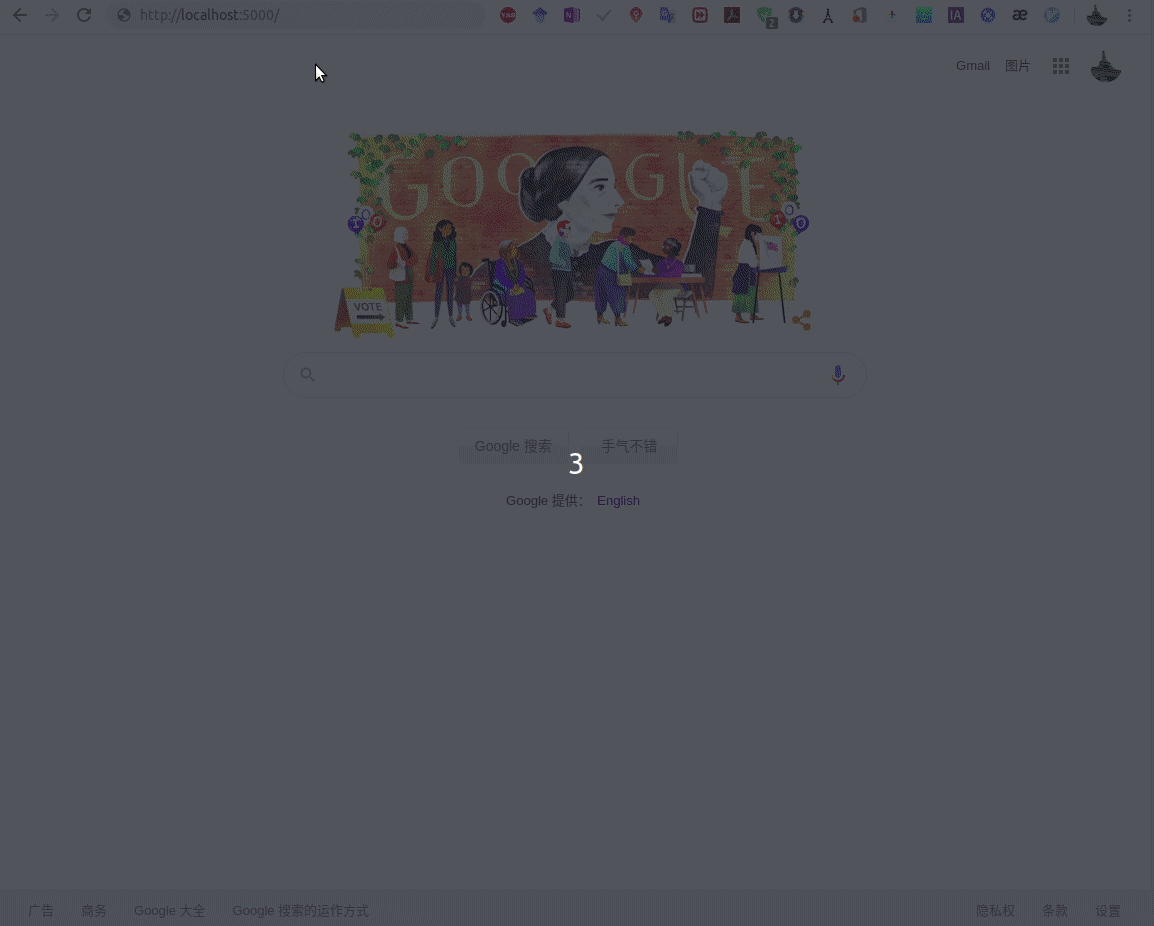 http://localhost:5000/
2
IA
æ
Gmail 图片
GOOGLE
VOTE
Google 搜索 手气不错
3
Google 提供： English
广告 商务 Google 大全 Google 搜索的运作方式 隐私权 条款 设置